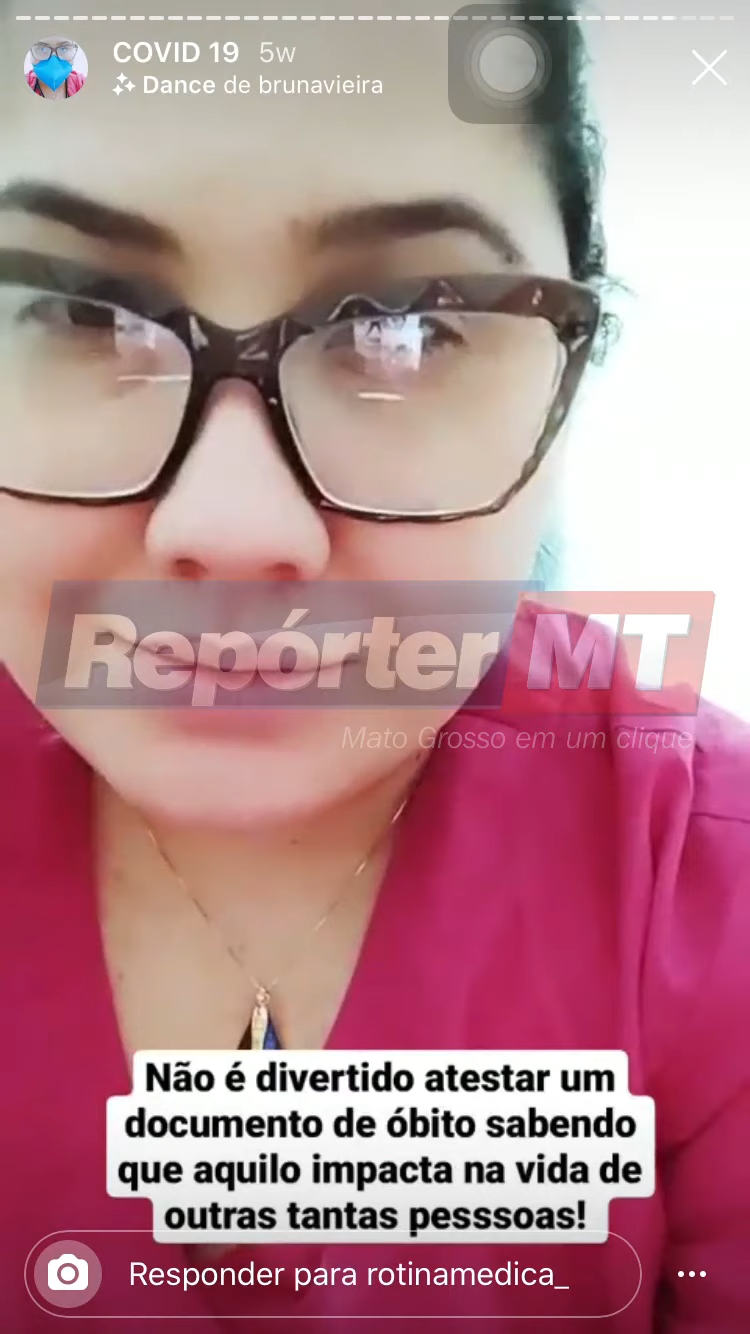 COVID 19 5w
Dance de brunavieira
Repórter MT
Mato Grosso em um clique
Não é divertido atestar um
documento de óbito sabendo
que aquilo impacta na vida de
outras tantas pesssoas!
Responder para rotinamedica_